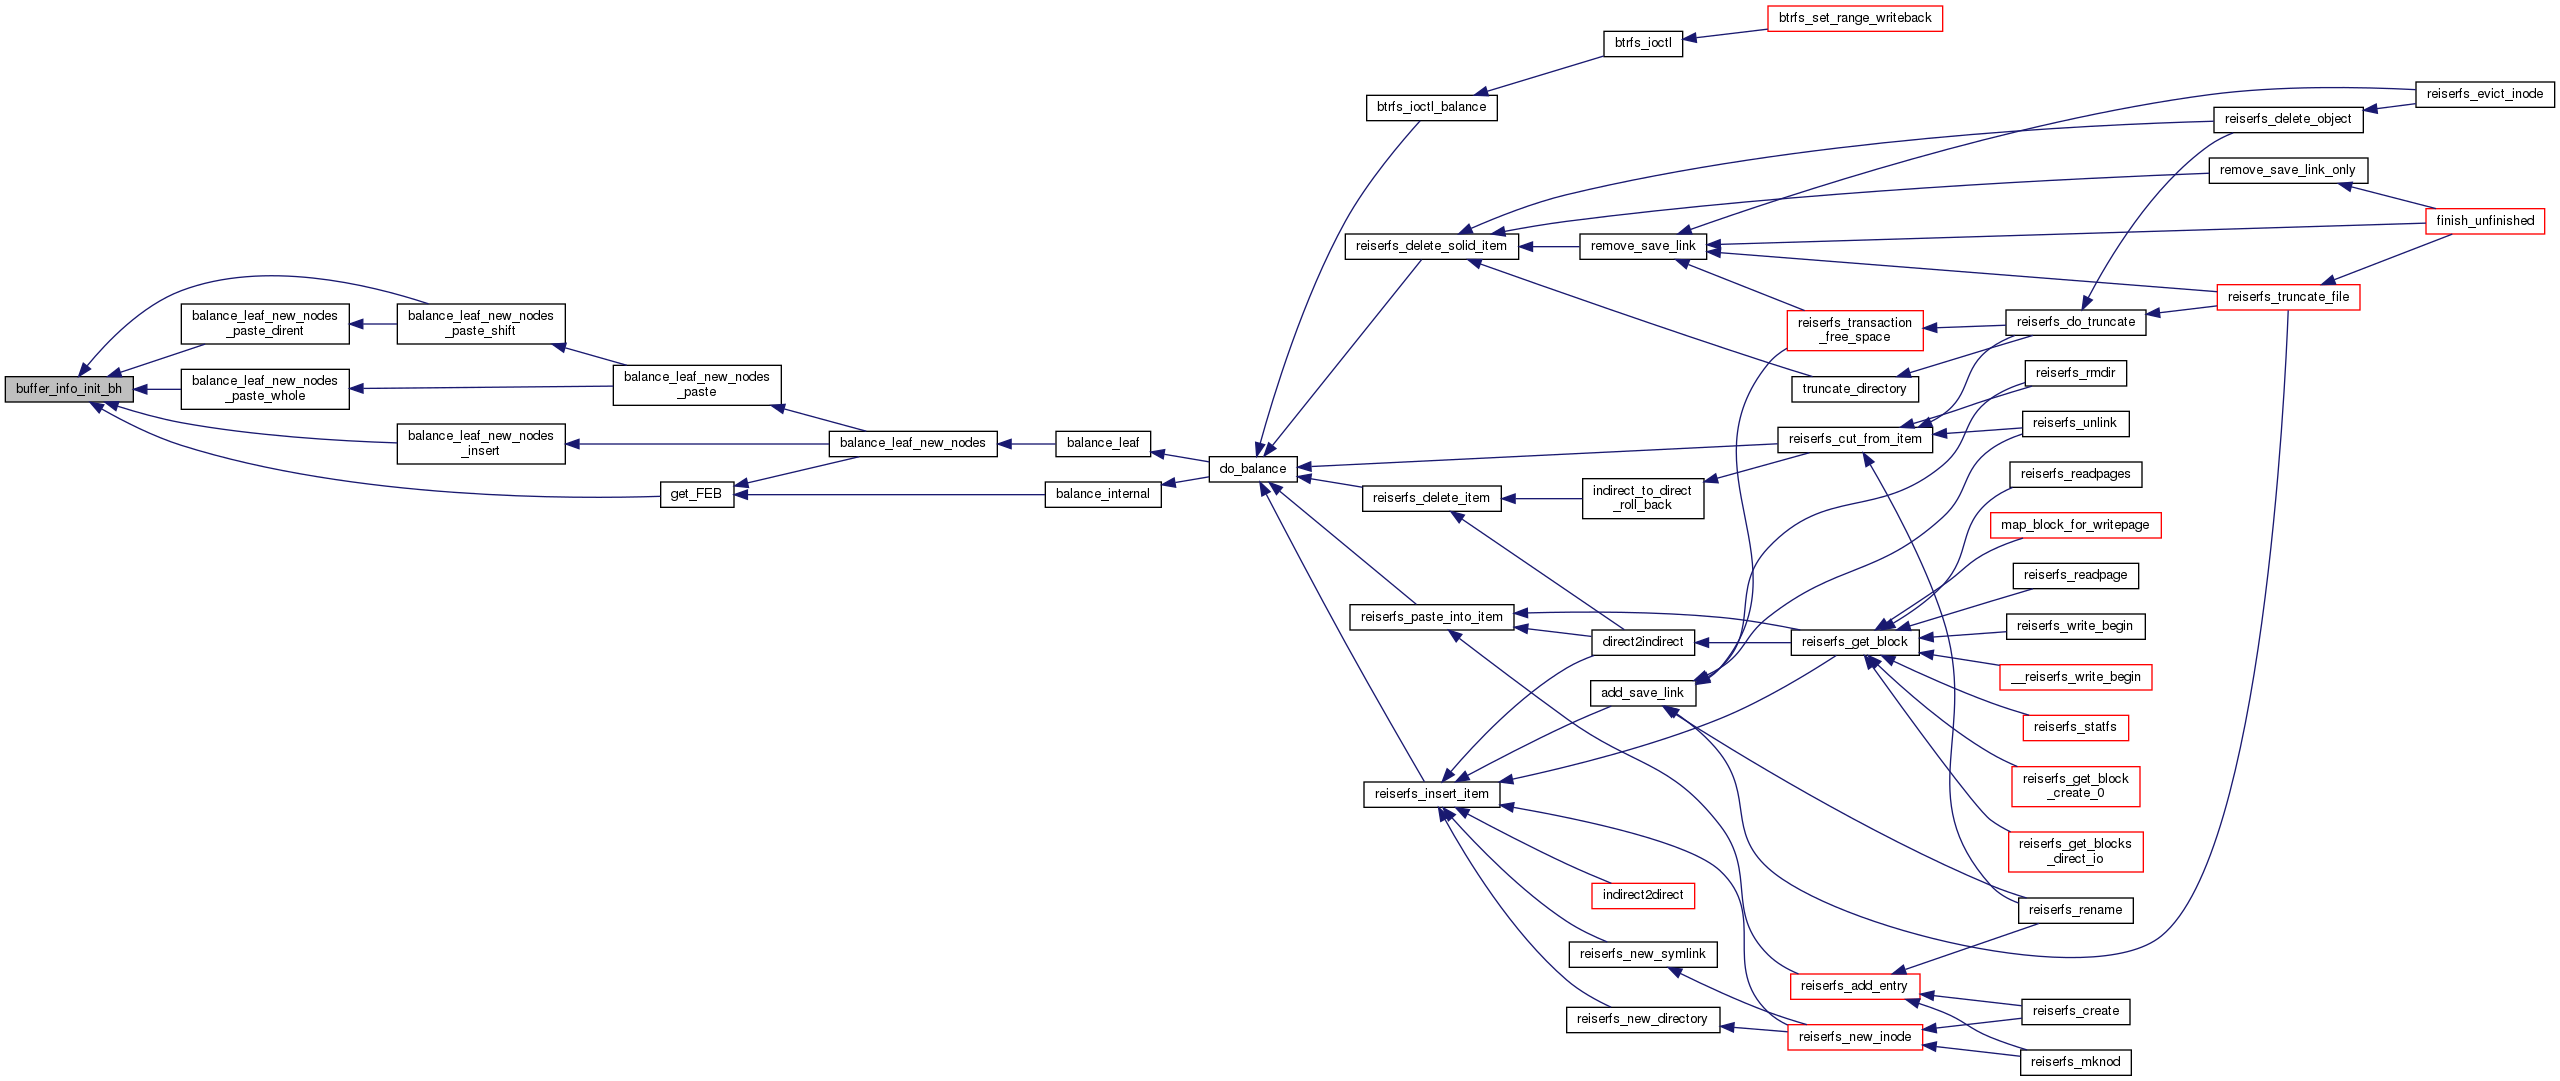 buffer_info_init_bh
balance_leaf_new_nodes
_paste_dirent
balance_leaf_new_nodes
_paste_whole
balance_leaf_new_nodes
_paste_shift
balance_leaf_new_nodes
_insert
balance_leaf_new_nodes
_paste
get_FEB
balance_leaf_new_nodes
balance_leaf
balance_internal
do_balance
btrfs_ioctl_balance
btrfs_ioctl
btrfs_set_range_writeback
reiserfs_delete_solid_item
reiserfs_delete_item
reiserfs_paste_into_item
reiserfs_insert_item
remove_save_link
indirect_to_direct
_roll_back
direct2indirect
add_save_link
indirect2direct
reiserfs_new_symlink
reiserfs_new_directory
reiserfs_transaction
_free_space
truncate_directory
reiserfs_cut_from_item
reiserfs_get_block
reiserfs_add_entry
reiserfs_new_inode
reiserfs_do_truncate
reiserfs_rmdir
reiserfs_unlink
reiserfs_readpages
map_block_for_writepage
reiserfs_readpage
reiserfs_write_begin
__reiserfs_write_begin
reiserfs_statfs
reiserfs_get_block
_create_0
reiserfs_get_blocks
_direct_io
reiserfs_rename
reiserfs_create
reiserfs_mknod
reiserfs_delete_object
remove_save_link_only
reiserfs_truncate_file
reiserfs_evict_inode
finish_unfinished